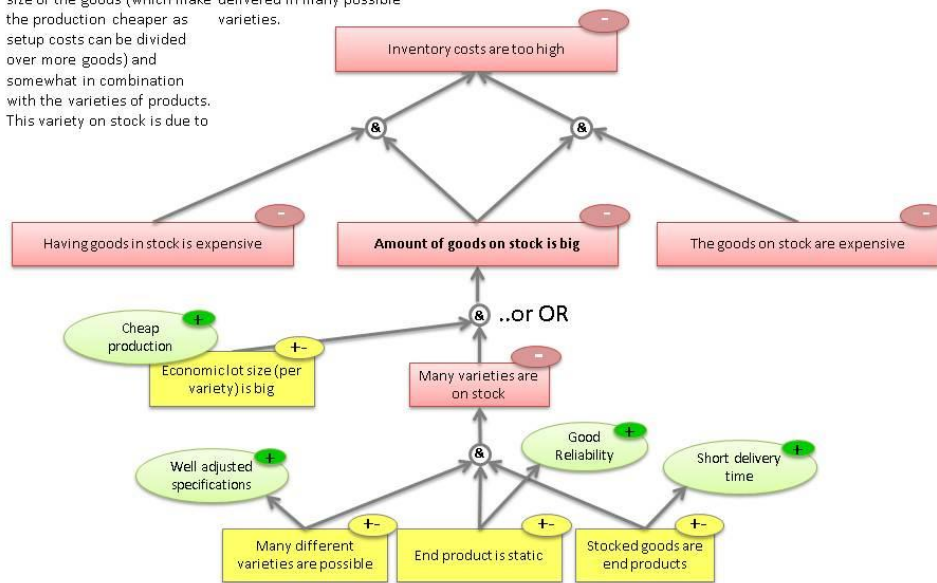 size of the goods (which make
the production cheaper as
setup costs can be divided
over more goods) and
somewhat in combination
with the varieties of products.
This variety on stock is due to
delivered in many possible
varieties.
-
Inventory costs are too high
&
&
-
Having goods in stock is expensive
-
Amount of goods on stock is big
-
The goods on stock are expensive
& ..or OR
+
Cheap
production
+-
Economic lot size (per
variety) is big
-
Many varieties are
on stock
&
+
Well adjusted
specifications
+
Good
Reliability
+
Short delivery
time
+-
Many different
varieties are possible
+-
End product is static
+-
Stocked goods are
end products